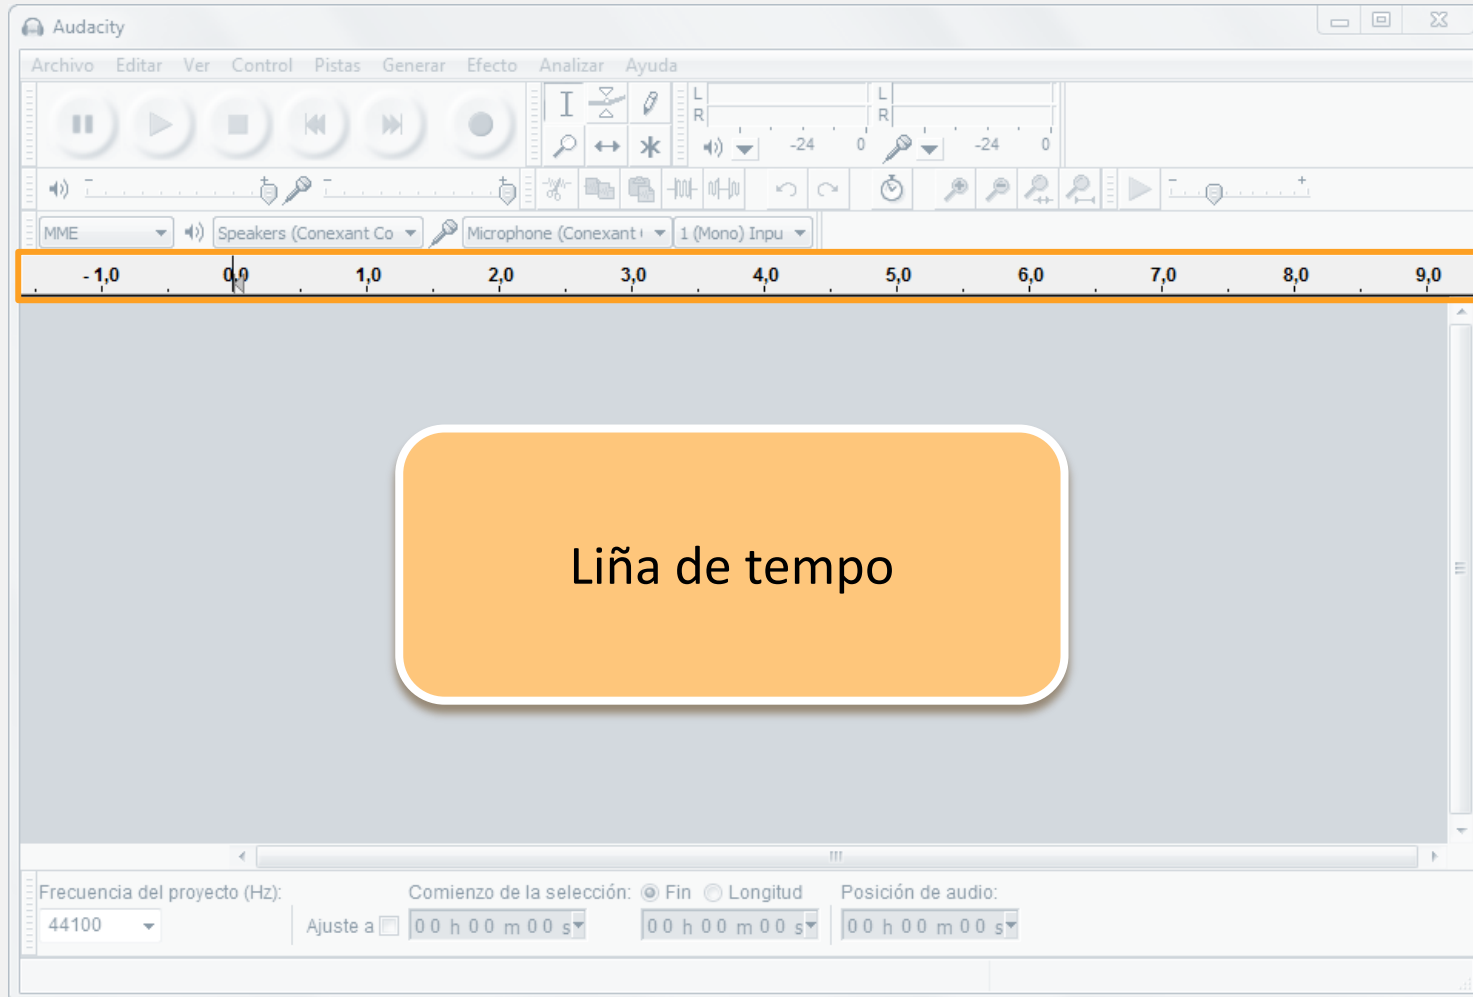 Audacity
Archivo Editar Ver Control Pistas Generar Efecto Analizar Ayuda
L L
R R
-24 0 -24 0
MME Speakers (Conexant Co Microphone (Conexant 1 (Mono) Inpu
- 1,0 0,0 1,0 2,0 3,0 4,0 5,0 6,0 7,0 8,0 9,0
Liña de tempo
Frecuencia del proyecto (Hz): Comienzo de la selección: Fin Longitud Posición de audio:
44100 Ajuste a 00 h 00 m 00 s 00 h 00 m 00 s 00 h 00 m 00 s